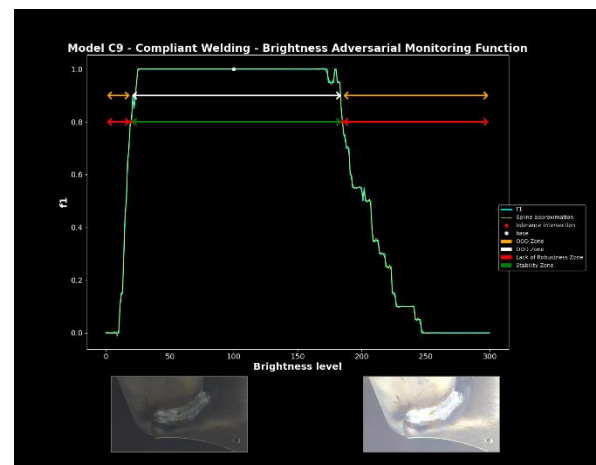 Model C9 - Compliant Welding - Brightness Adversarial Monitoring Function
1.0
0.8
0.6
0.4
0.2
0.0
f1
0
50
100
150
200
250
300
Brightness level
f1
Spline approximation
tolerance intersection
base
OOD Zone
ODD Zone
Lack of Robustness Zone
Stability Zone